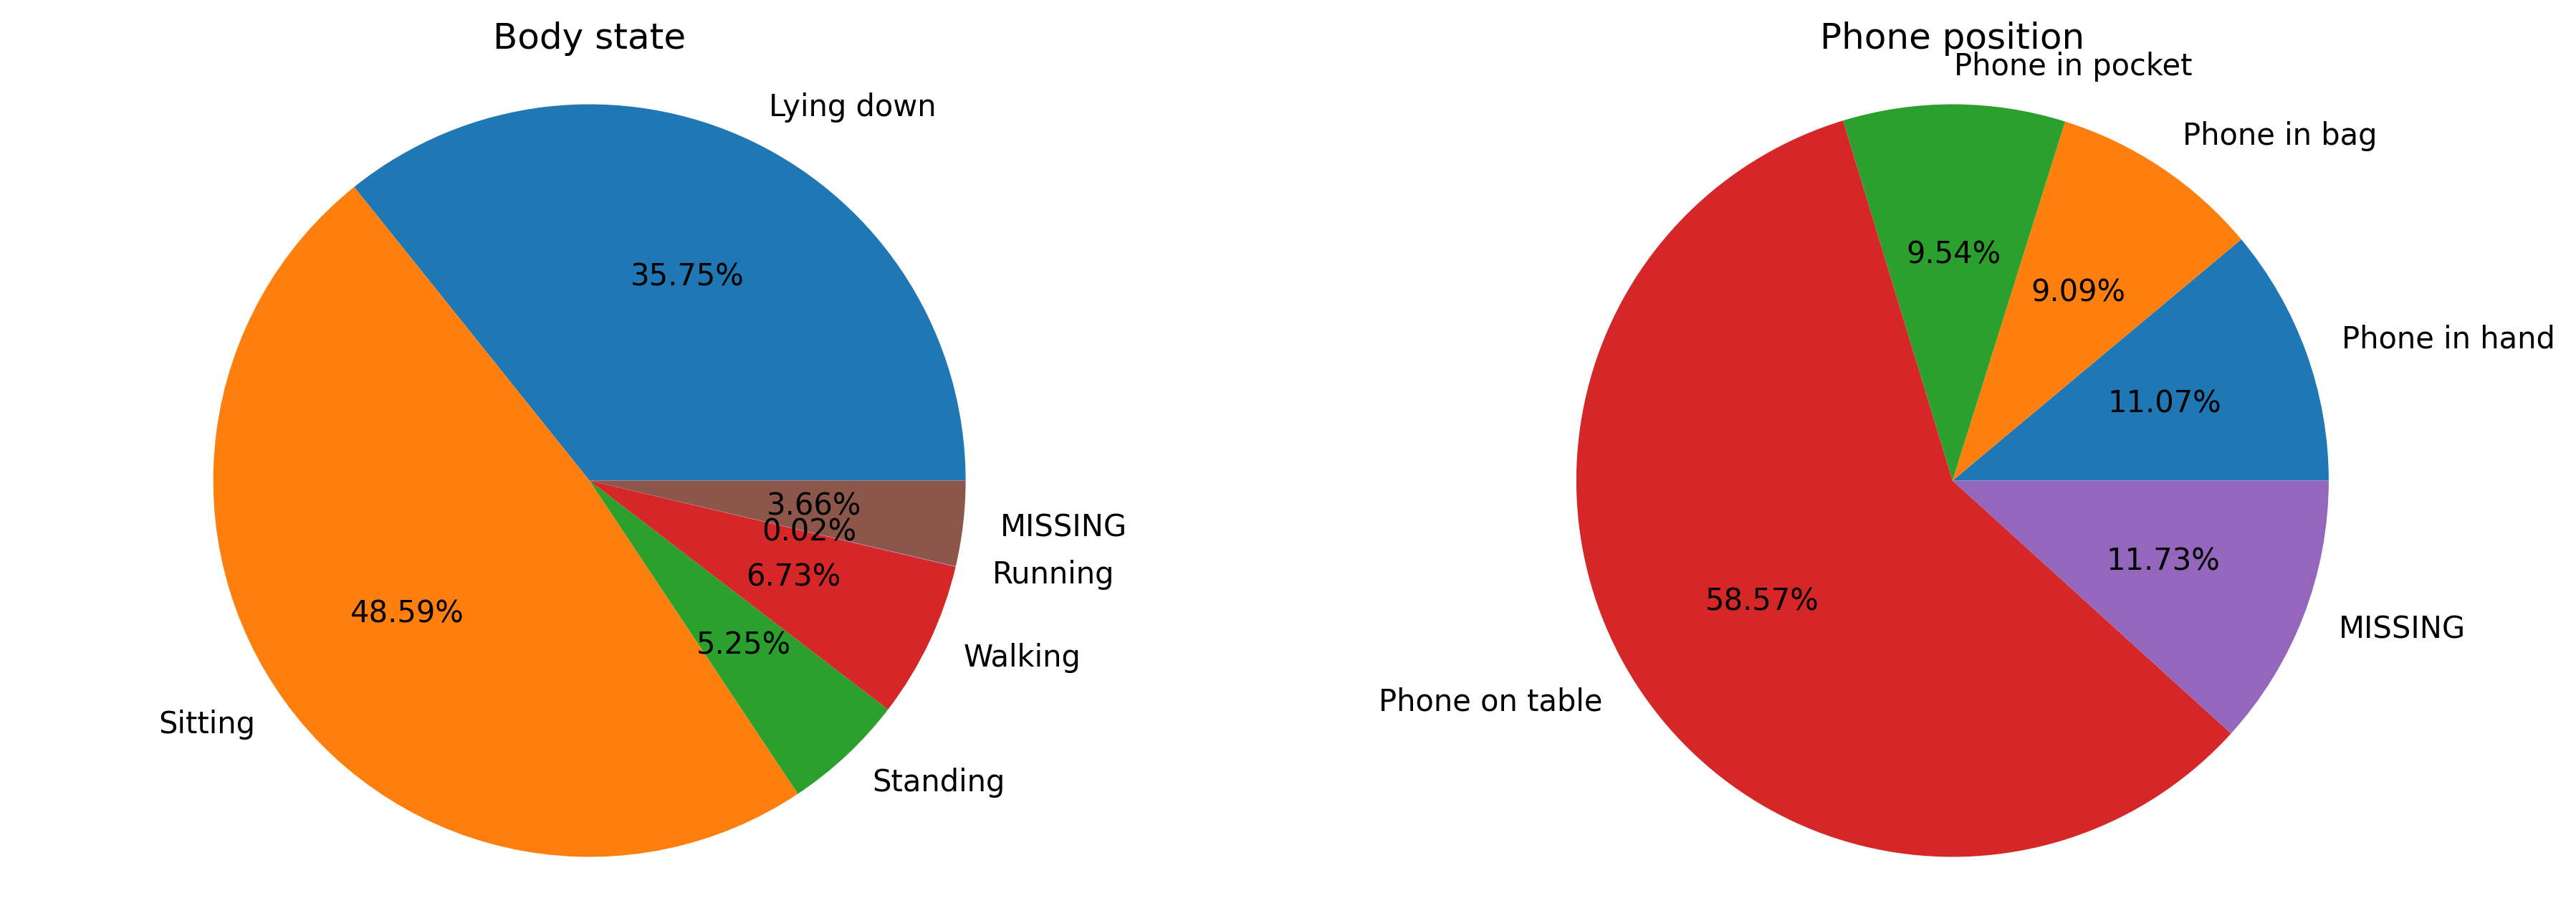 Body state
Lying down
35.75%
3.66%
MISSING
0.02%
Running
6.73%
Walking
48.59%
5.25%
Sitting
Standing
Phone position
Phone in pocket
Phone in bag
9.54%
9.09%
Phone in hand
11.07%
11.73%
58.57%
MISSING
Phone on table